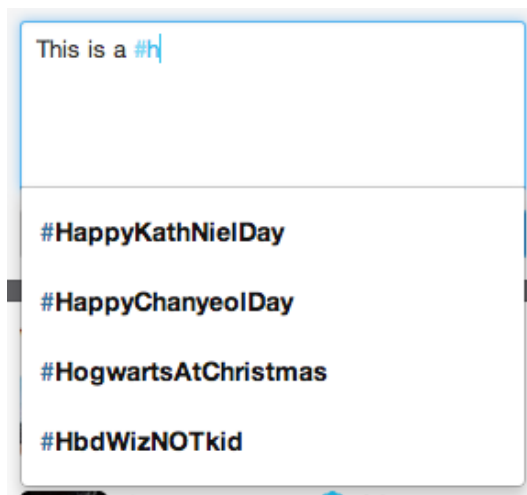 This is a #h
#HappyKathNielDay
#HappyChanyeolDay
#HogwartsAtChristmas
#HbdWizNOTkid